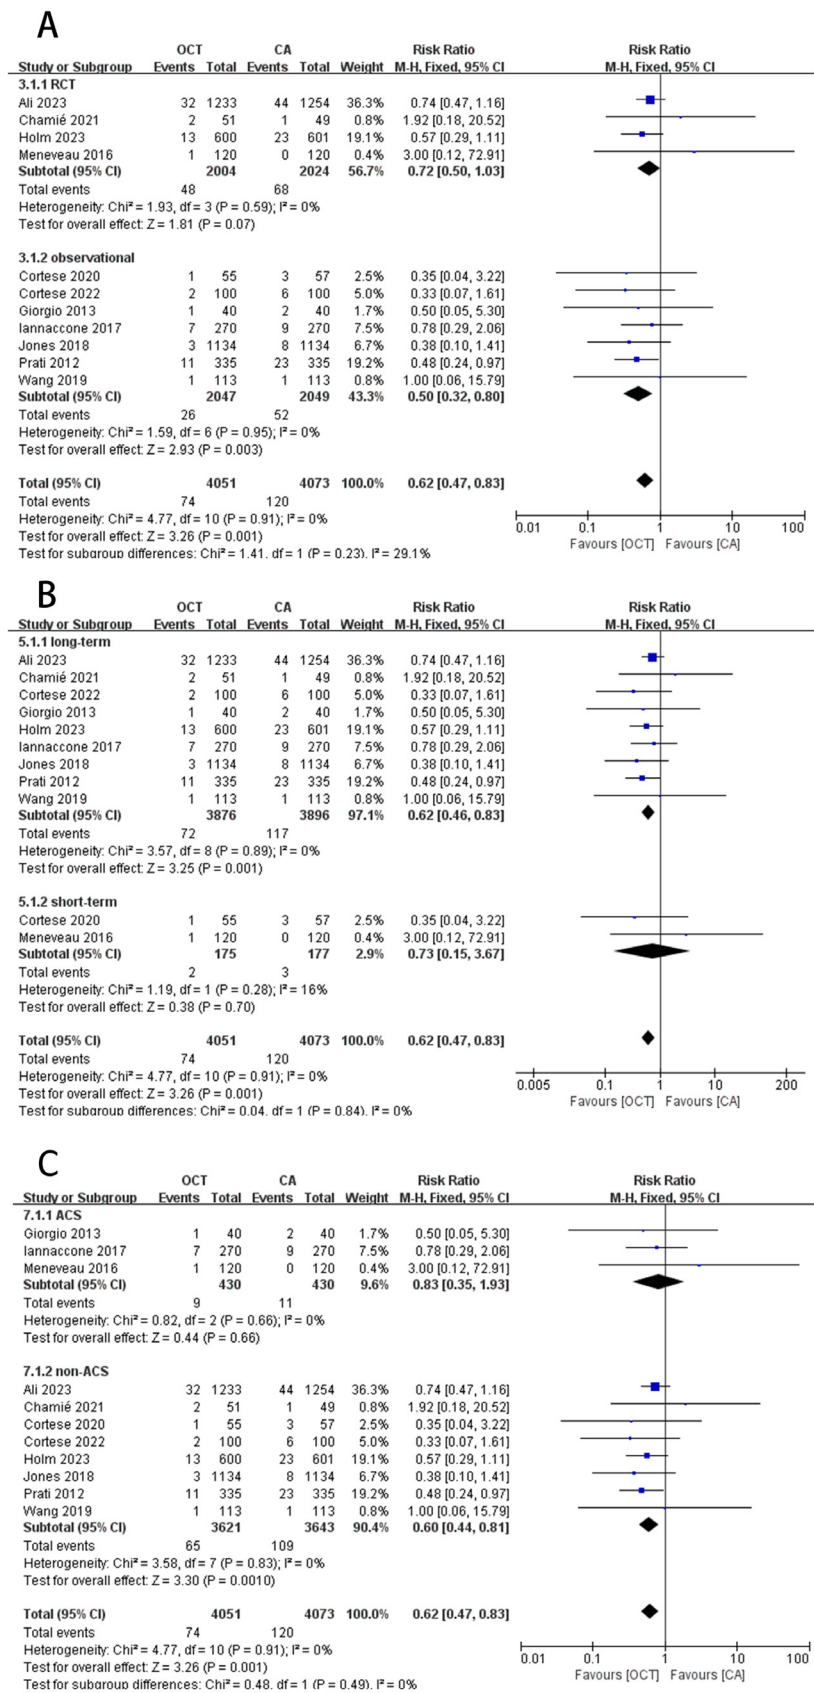 A
OCT CA Risk Ratio Risk Ratio
Study or Subgroup Events Total Events Total Weight M-H, Fixed, 95% CI M-H, Fixed, 95% CI
3.1.1 RCT
Ali 2023 32 1233 44 1254 36.3% 0.74 [0.47, 1.16]
Chamié 2021 2 51 1 49 0.8% 1.92 [0.18, 20.52]
Holm 2023 13 600 23 601 19.1% 0.57 [0.29, 1.11]
Meneveau 2016 1 120 0 120 0.4% 3.00 [0.12, 72.91]
Subtotal (95% CI) 2004 2024 56.7% 0.72 [0.50, 1.03]
Total events 48 68
Heterogeneity: Chi² = 1.93, df = 3 (P = 0.59); I² = 0%
Test for overall effect: Z = 1.81 (P = 0.07)
3.1.2 observational
Cortese 2020 1 55 3 57 2.5% 0.35 [0.04, 3.22]
Cortese 2022 2 100 6 100 5.0% 0.33 [0.07, 1.61]
Giorgio 2013 1 40 2 40 1.7% 0.50 [0.05, 5.30]
Iannaccone 2017 7 270 9 270 7.5% 0.78 [0.29, 2.06]
Jones 2018 3 1134 8 1134 6.7% 0.38 [0.10, 1.41]
Prati 2012 11 335 23 335 19.2% 0.48 [0.24, 0.97]
Wang 2019 1 113 1 113 0.8% 1.00 [0.06, 15.79]
Subtotal (95% CI) 2047 2049 43.3% 0.50 [0.32, 0.80]
Total events 26 52
Heterogeneity: Chi² = 1.59, df = 6 (P = 0.95); I² = 0%
Test for overall effect: Z = 2.93 (P = 0.003)
Total (95% CI) 4051 4073 100.0% 0.62 [0.47, 0.83]
Total events 74 120
Heterogeneity: Chi² = 4.77, df = 10 (P = 0.91); I² = 0%
Test for overall effect: Z = 3.26 (P = 0.001)
Test for subgroup differences: Chi² = 1.41, df = 1 (P = 0.23), I² = 29.1%
0.01 0.1 1 10 100
Favours [OCT] Favours [CA]
B
OCT CA Risk Ratio Risk Ratio
Study or Subgroup Events Total Events Total Weight M-H, Fixed, 95% CI M-H, Fixed, 95% CI
5.1.1 long-term
Ali 2023 32 1233 44 1254 36.3% 0.74 [0.47, 1.16]
Chamié 2021 2 51 1 49 0.8% 1.92 [0.18, 20.52]
Cortese 2022 2 100 6 100 5.0% 0.33 [0.07, 1.61]
Giorgio 2013 1 40 2 40 1.7% 0.50 [0.05, 5.30]
Holm 2023 13 600 23 601 19.1% 0.57 [0.29, 1.11]
Iannaccone 2017 7 270 9 270 7.5% 0.78 [0.29, 2.06]
Jones 2018 3 1134 8 1134 6.7% 0.38 [0.10, 1.41]
Prati 2012 11 335 23 335 19.2% 0.48 [0.24, 0.97]
Wang 2019 1 113 1 113 0.8% 1.00 [0.06, 15.79]
Subtotal (95% CI) 3876 3896 97.1% 0.62 [0.46, 0.83]
Total events 72 117
Heterogeneity: Chi² = 3.57, df = 8 (P = 0.89); I² = 0%
Test for overall effect: Z = 3.25 (P = 0.001)
5.1.2 short-term
Cortese 2020 1 55 3 57 2.5% 0.35 [0.04, 3.22]
Meneveau 2016 1 120 0 120 0.4% 3.00 [0.12, 72.91]
Subtotal (95% CI) 175 177 2.9% 0.73 [0.15, 3.67]
Total events 2 3
Heterogeneity: Chi² = 1.19, df = 1 (P = 0.28); I² = 16%
Test for overall effect: Z = 0.38 (P = 0.70)
Total (95% CI) 4051 4073 100.0% 0.62 [0.47, 0.83]
Total events 74 120
Heterogeneity: Chi² = 4.77, df = 10 (P = 0.91); I² = 0%
Test for overall effect: Z = 3.26 (P = 0.001)
Test for subgroup differences: Chi² = 0.04, df = 1 (P = 0.84), I² = 0%
0.005 0.1 1 10 200
Favours [OCT] Favours [CA]
C
OCT CA Risk Ratio Risk Ratio
Study or Subgroup Events Total Events Total Weight M-H, Fixed, 95% CI M-H, Fixed, 95% CI
7.1.1 ACS
Giorgio 2013 1 40 2 40 1.7% 0.50 [0.05, 5.30]
Iannaccone 2017 7 270 9 270 7.5% 0.78 [0.29, 2.06]
Meneveau 2016 1 120 0 120 0.4% 3.00 [0.12, 72.91]
Subtotal (95% CI) 430 430 9.6% 0.83 [0.35, 1.93]
Total events 9 11
Heterogeneity: Chi² = 0.82, df = 2 (P = 0.66); I² = 0%
Test for overall effect: Z = 0.44 (P = 0.66)
7.1.2 non-ACS
Ali 2023 32 1233 44 1254 36.3% 0.74 [0.47, 1.16]
Chamié 2021 2 51 1 49 0.8% 1.92 [0.18, 20.52]
Cortese 2020 1 55 3 57 2.5% 0.35 [0.04, 3.22]
Cortese 2022 2 100 6 100 5.0% 0.33 [0.07, 1.61]
Holm 2023 13 600 23 601 19.1% 0.57 [0.29, 1.11]
Jones 2018 3 1134 8 1134 6.7% 0.38 [0.10, 1.41]
Prati 2012 11 335 23 335 19.2% 0.48 [0.24, 0.97]
Wang 2019 1 113 1 113 0.8% 1.00 [0.06, 15.79]
Subtotal (95% CI) 3621 3643 90.4% 0.60 [0.44, 0.81]
Total events 65 109
Heterogeneity: Chi² = 3.58, df = 7 (P = 0.83); I² = 0%
Test for overall effect: Z = 3.30 (P = 0.0010)
Total (95% CI) 4051 4073 100.0% 0.62 [0.47, 0.83]
Total events 74 120
Heterogeneity: Chi² = 4.77, df = 10 (P = 0.91); I² = 0%
Test for overall effect: Z = 3.26 (P = 0.001)
Test for subgroup differences: Chi² = 0.48, df = 1 (P = 0.49), I² = 0%
0.01 0.1 1 10 100
Favours [OCT] Favours [CA]